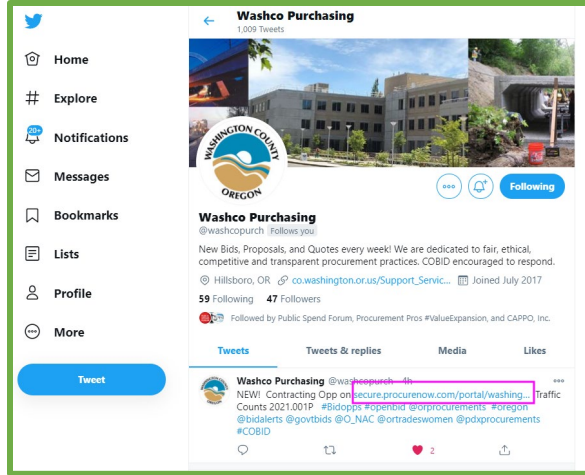 Washco Purchasing
1,009 Tweets
Home
Explore
20+
Notifications
Messages
Bookmarks
Lists
Profile
More
Tweet
WASHINGTON COUNTY
OREGON
Following
Washco Purchasing
@washcopurch Follows you
New Bids, Proposals, and Quotes every week! We are dedicated to fair, ethical,
competitive and transparent procurement practices. COBID encouraged to respond.
Hillsboro, OR co.washington.or.us/Support_Servic... Joined July 2017
59 Following 47 Followers
Followed by Public Spend Forum, Procurement Pros #ValueExpansion, and CAPPO, Inc.
Tweets Tweets & replies Media Likes
Washco Purchasing @washcopurch · 4h
NEW! Contracting Opp on secure.procurenow.com/portal/washing... Traffic
Counts 2021.001P #Bidopps #openbid @orprocurements #oregon
@bidalerts @govtbids @O_NAC @ortradeswomen @pdxprocurements
#COBID
2